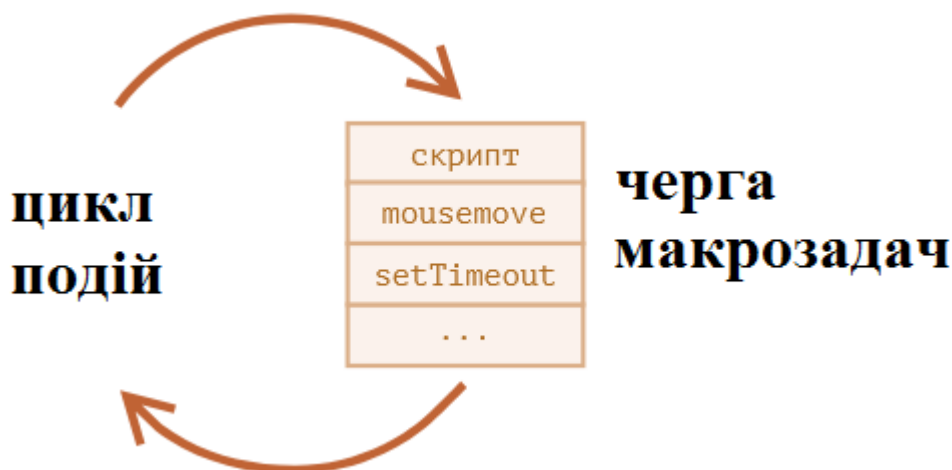 цикл
подій
скрипт
mousemove
setTimeout
...
черга
макрозадач